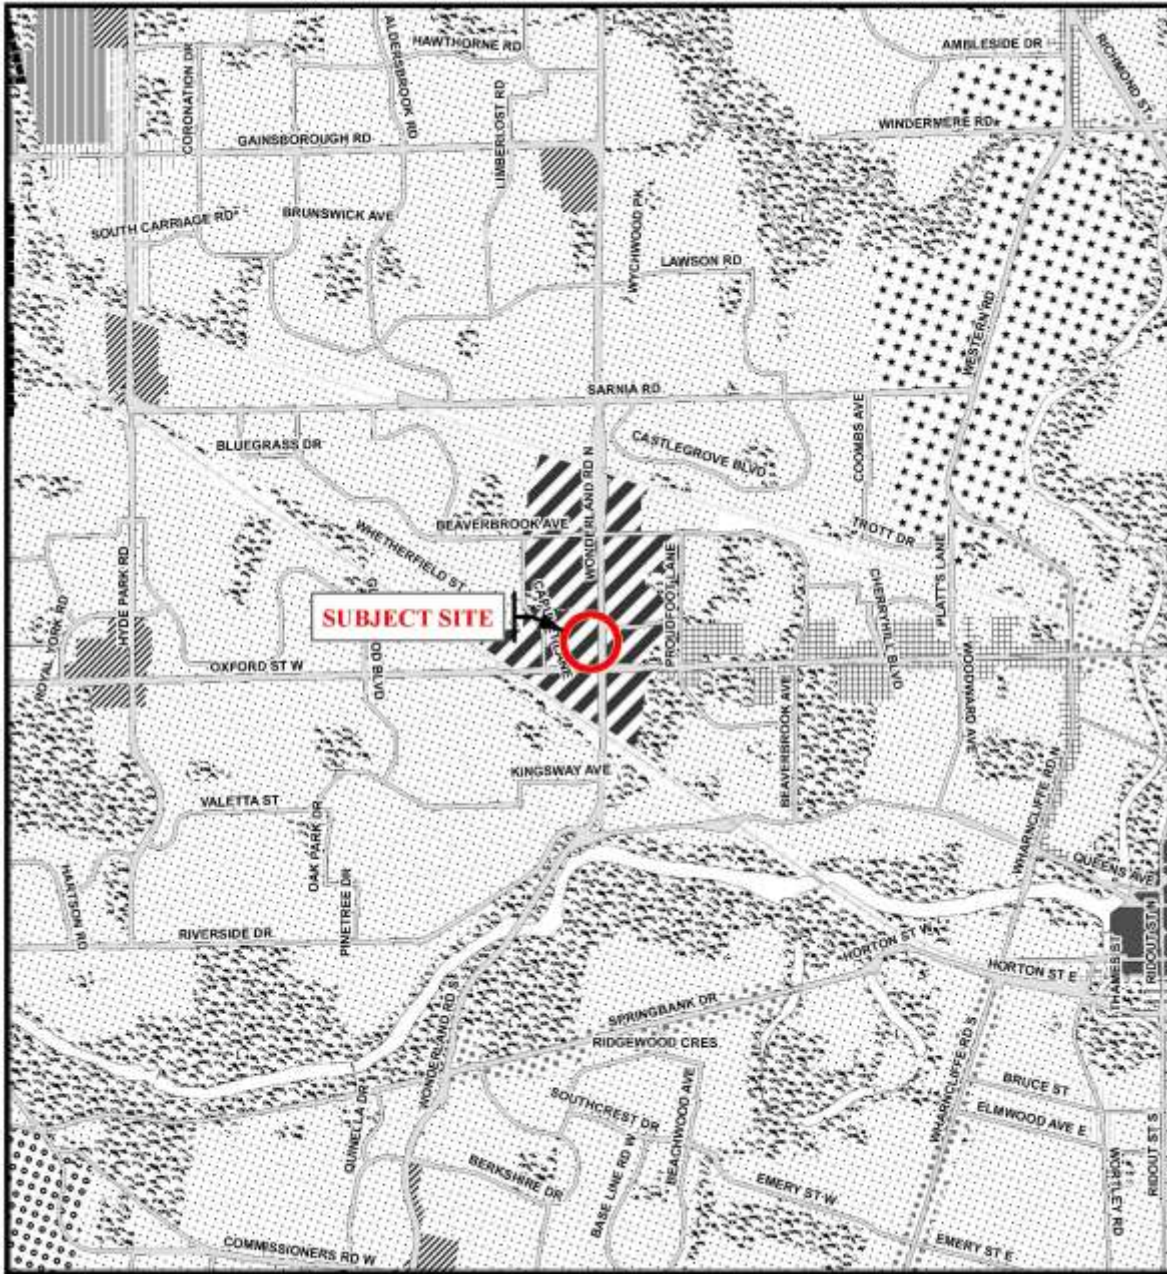 AMBLESIDE DR
RICHMOND ST
HAWTHORNE RD
ALDERSBROOK RD
CORONATION DR
LIMBERLOST RD
WINDERMERE RD
GAINSBOROUGH RD
BRUNSWICK AVE
SOUTH CARRIAGE RD
WYCHWOOD PK
LAWSON RD
WESTERN RD
SARNIA RD
COOMBS AVE
BLUEGRASS DR
CASTLEGROVE BLVD
WONDERLAND RD N
BEAVERBROOK AVE
WHETHERFIELD ST
TROTT DR
PLATTS LANE
CHERRYHILL BLVD
PROUDFOOT LANE
HYDE PARK RD
ROYAL YORK RD
SUBJECT SITE
LANE
OXFORD ST W
OD BLVD
WOODWARD AVE
BEAVERBROOK AVE
KINGSWAY AVE
VALETTA ST
OAK PARK DR
PINETREE DR
WHARNCLIFFE RD N
QUEENS AVE
HARTSON RD
RIVERSIDE DR
HORTON ST W
HORTON ST E
THAMES ST
RIDOUT ST N
SPRINGBANK DR
WONDERLAND RD S
RIDGEWOOD CRES
WHARNCLIFFE RD S
BRUCE ST
ELMWOOD AVE E
QUINELLA DR
SOUTHCREST DR
BEACHWOOD AVE
BASE LINE RD W
BERKSHIRE DR
EMERY ST W
WORTLEY RD
RIDOUT ST S
COMMISSIONERS RD W
EMERY ST E